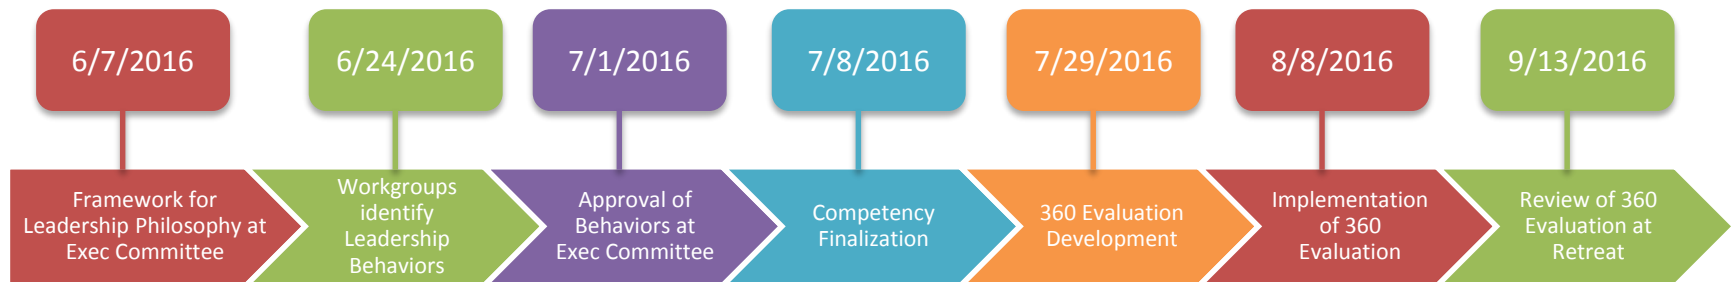 6/7/2016
6/24/2016
7/1/2016
7/8/2016
7/29/2016
8/8/2016
9/13/2016
Framework for
Leadership Philosophy at
Exec Committee
Workgroups
identify
Leadership
Behaviors
Approval of
Behaviors at
Exec Committee
Competency
Finalization
360 Evaluation
Development
Implementation
of 360
Evaluation
Review of 360
Evaluation at
Retreat